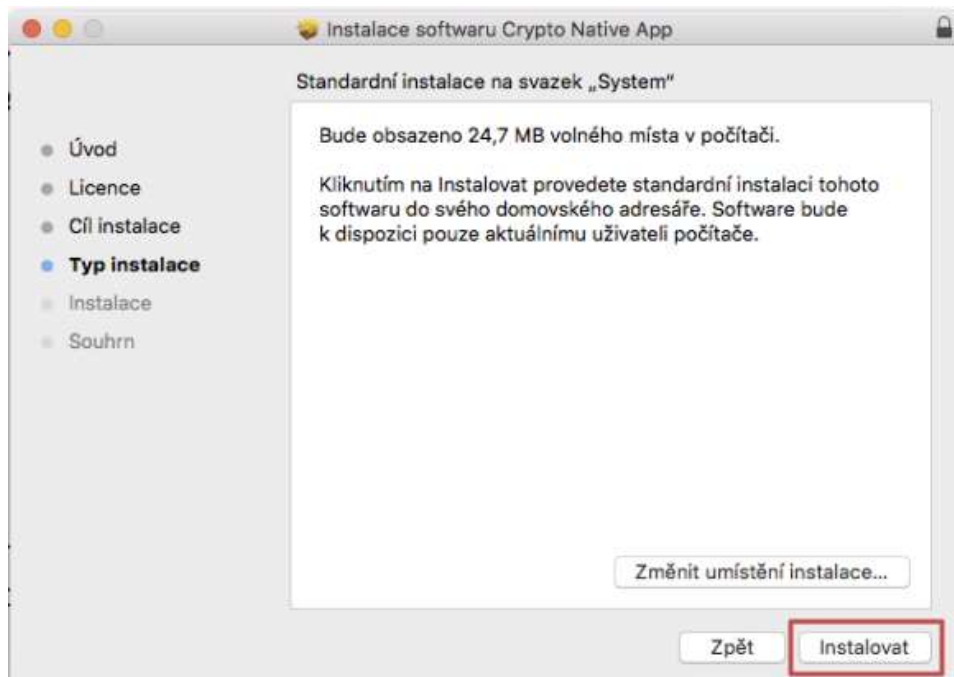 Instalace softwaru Crypto Native App
Standardní instalace na svazek „System“
Úvod
Licence
Cíl instalace
Typ instalace
Instalace
Souhrn
Bude obsazeno 24,7 MB volného místa v počítači.
Kliknutím na Instalovat provedete standardní instalaci tohoto
softwaru do svého domovského adresáře. Software bude
k dispozici pouze aktuálnímu uživateli počítače.
Změnit umístění instalace...
Zpět
Instalovat